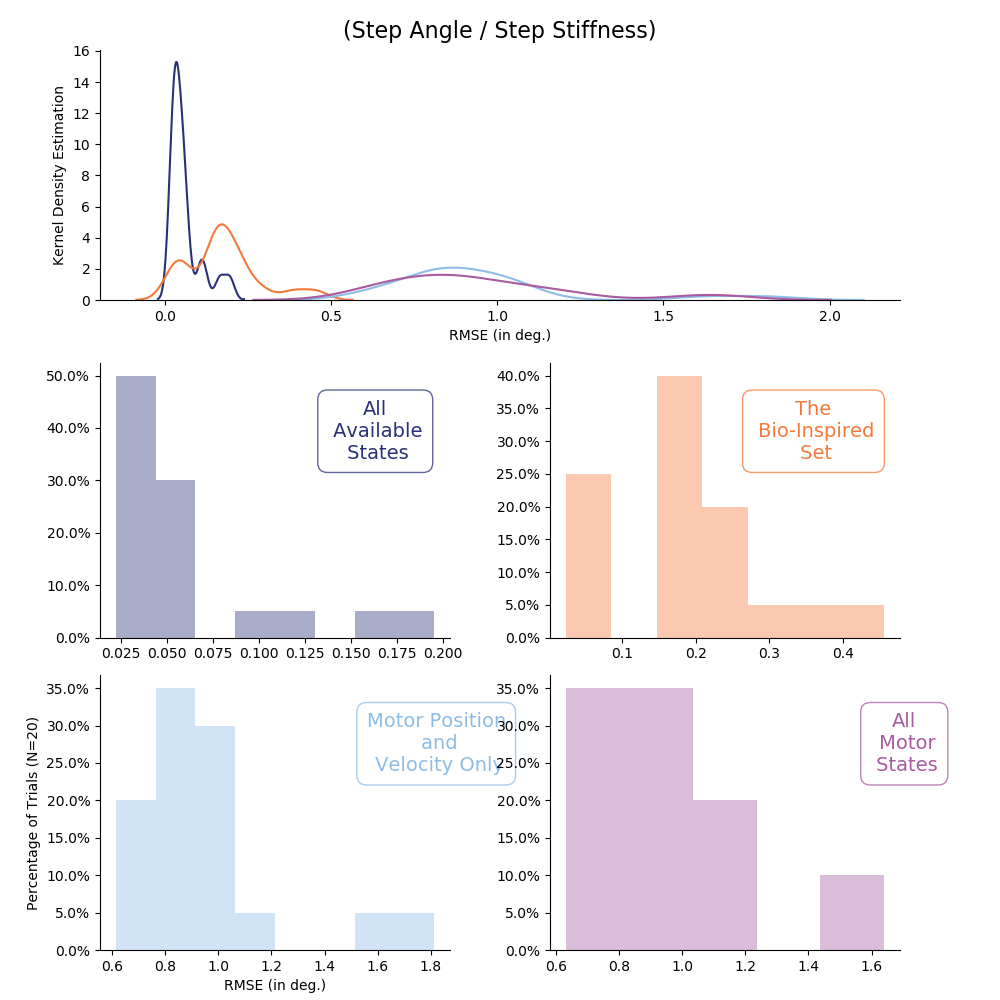 (Step Angle / Step Stiffness)
16
14
12
10
8
6
4
2
0
Kernel Density Estimation
0.0 0.5 1.0 1.5 2.0
RMSE (in deg.)
50.0%
40.0%
30.0%
20.0%
10.0%
0.0%
All
Available
States
0.025 0.050 0.075 0.100 0.125 0.150 0.175 0.200
40.0%
35.0%
30.0%
25.0%
20.0%
15.0%
10.0%
5.0%
0.0%
The
Bio-Inspired
Set
0.1 0.2 0.3 0.4
Percentage of Trials (N=20)
35.0%
30.0%
25.0%
20.0%
15.0%
10.0%
5.0%
0.0%
Motor Position
and
Velocity Only
0.6 0.8 1.0 1.2 1.4 1.6 1.8
RMSE (in deg.)
35.0%
30.0%
25.0%
20.0%
15.0%
10.0%
5.0%
0.0%
All
Motor
States
0.6 0.8 1.0 1.2 1.4 1.6